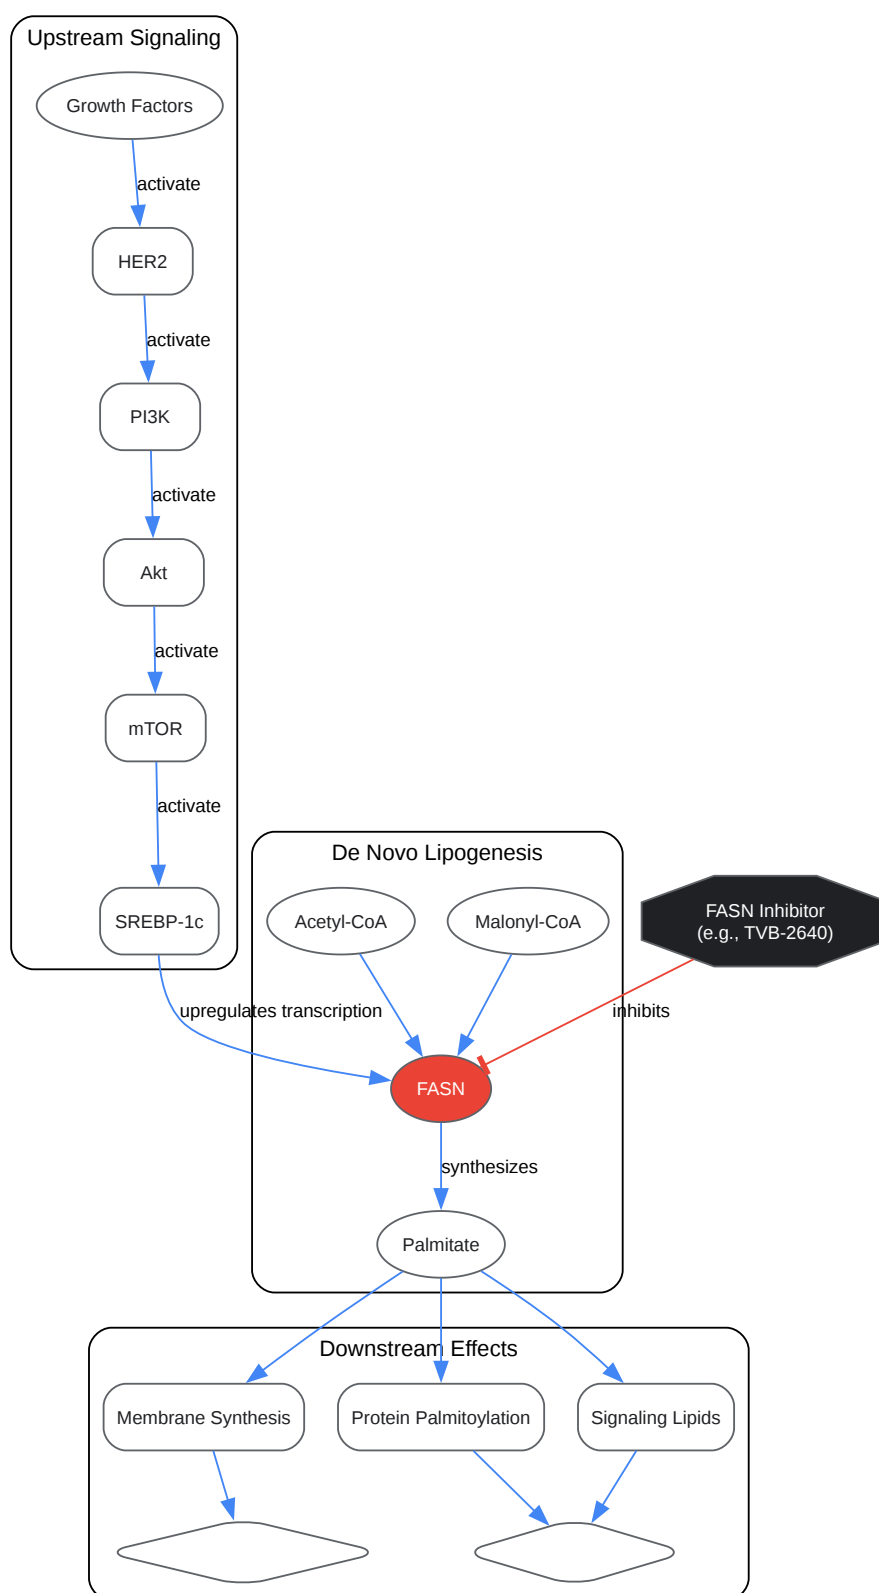 Upstream Signaling
Growth Factors
activate
HER2
activate
PI3K
activate
Akt
activate
mTOR
activate
SREBP-1c
De Novo Lipogenesis
Acetyl-CoA
Malonyl-CoA
FASN Inhibitor
(e.g., TVB-2640)
upregulates transcription
inhibits
FASN
synthesizes
Palmitate
Downstream Effects
Membrane Synthesis
Protein Palmitoylation
Signaling Lipids